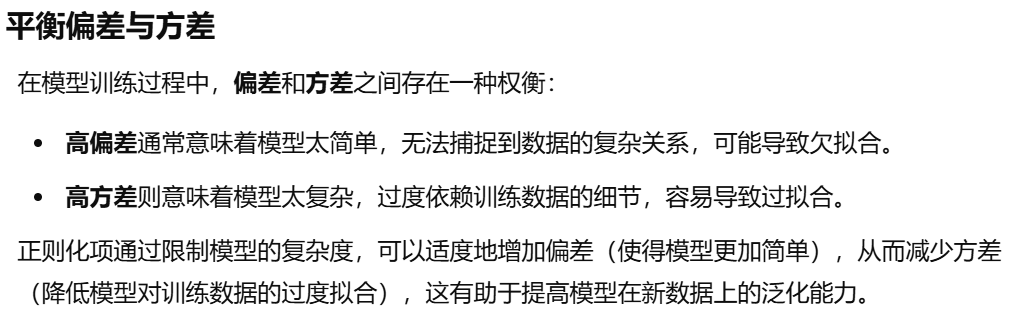 平衡偏差与方差
在模型训练过程中，偏差和方差之间存在一种权衡：
• 高偏差通常意味着模型太简单，无法捕捉到数据的复杂关系，可能导致欠拟合。
• 高方差则意味着模型太复杂，过度依赖训练数据的细节，容易导致过拟合。
正则化项通过限制模型的复杂度，可以适度地增加偏差（使得模型更加简单），从而减少方差
（降低模型对训练数据的过度拟合），这有助于提高模型在新数据上的泛化能力。